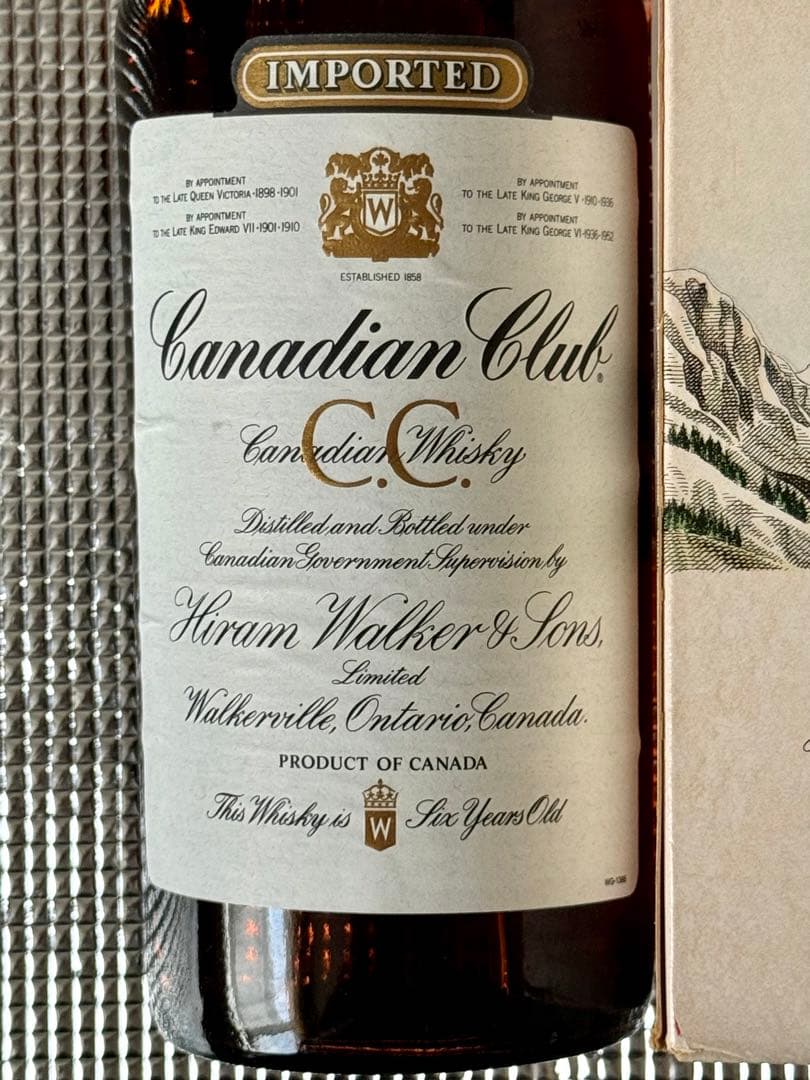 IMPORTED
BY APPOINTMENT
TO THE LATE QUEEN VICTORIA·1898·1901
BY APPOINTMENT
TO THE LATE KING EDWARD VII·1901·1910
BY APPOINTMENT
TO THE LATE KING GEORGE V·1910·1936
BY APPOINTMENT
TO THE LATE KING GEORGE VI·1936·1952
W
ESTABLISHED 1858
Canadian Club®
C.C.
Canadian Whisky
Distilled and Bottled under
Canadian Government Supervision by
Hiram Walker & Sons,
Limited
Walkerville, Ontario, Canada.
PRODUCT OF CANADA
This Whisky is W Six Years Old